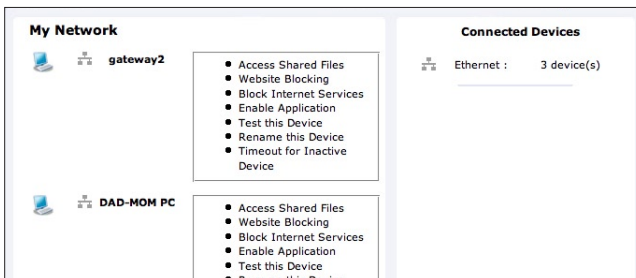 My Network
gateway2
Access Shared Files
Website Blocking
Block Internet Services
Enable Application
Test this Device
Rename this Device
Timeout for Inactive
Device
DAD-MOM PC
Access Shared Files
Website Blocking
Block Internet Services
Enable Application
Test this Device
Connected Devices
Ethernet : 3 device(s)